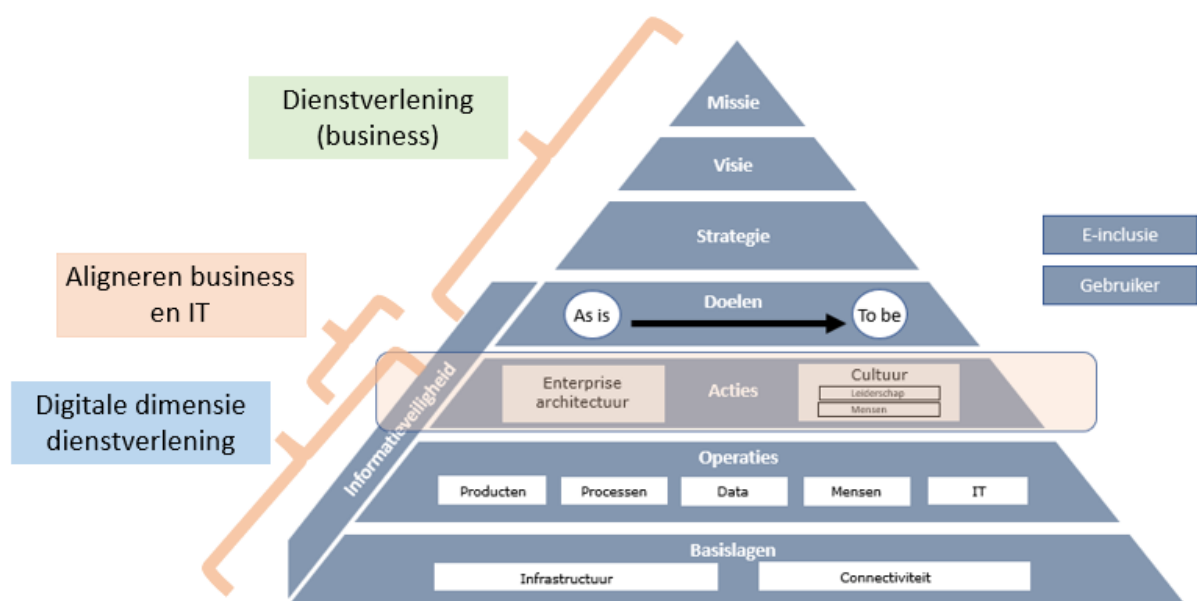 Dienstverlening
(business)
Aligneren business
en IT
Digitale dimensie
dienstverlening
Missie
Visie
Strategie
Doelen
As is
To be
Informatieveiligheid
Enterprise
architectuur
Acties
Cultuur
Leiderschap
Mensen
Operaties
Producten
Processen
Data
Mensen
IT
Basislagen
Infrastructuur
Connectiviteit
E-inclusie
Gebruiker